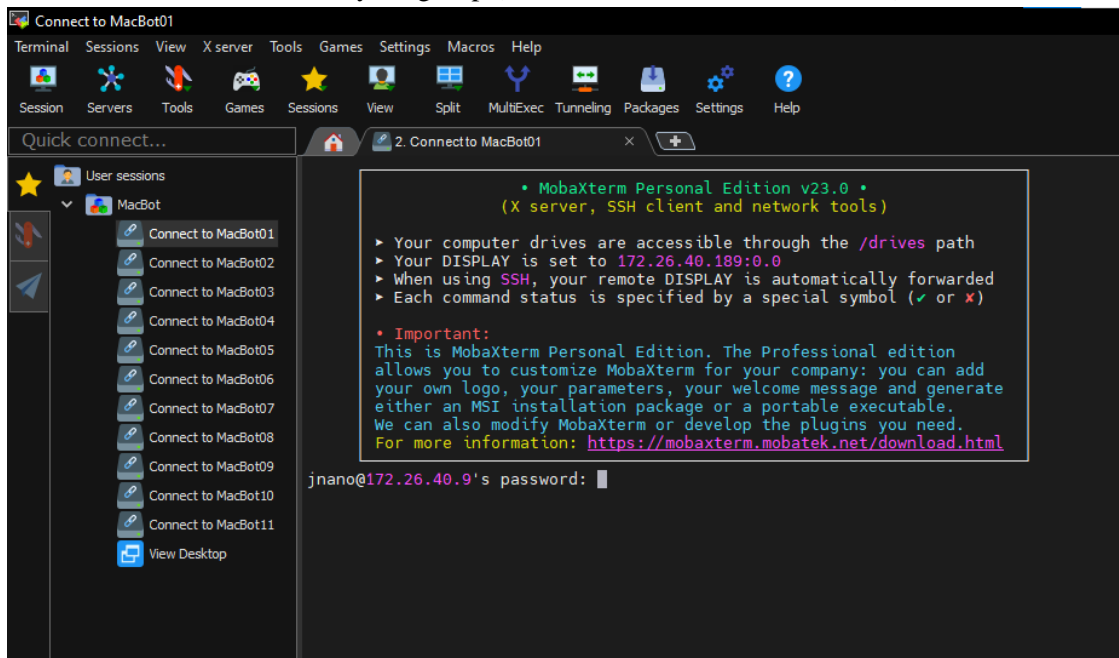 Connect to MacBot01
Terminal Sessions View X server Tools Games Settings Macros Help
Session Servers Tools Games Sessions View Split MultiExec Tunneling Packages Settings Help
Quick connect...
2. Connect to MacBot01
User sessions
MacBot
Connect to MacBot01
Connect to MacBot02
Connect to MacBot03
Connect to MacBot04
Connect to MacBot05
Connect to MacBot06
Connect to MacBot07
Connect to MacBot08
Connect to MacBot09
Connect to MacBot10
Connect to MacBot11
View Desktop
• MobaXterm Personal Edition v23.0 •
(X server, SSH client and network tools)
► Your computer drives are accessible through the /drives path
► Your DISPLAY is set to 172.26.40.189:0.0
► When using SSH, your remote DISPLAY is automatically forwarded
► Each command status is specified by a special symbol (✔ or ✘)
• Important:
This is MobaXterm Personal Edition. The Professional edition
allows you to customize MobaXterm for your company: you can add
your own logo, your parameters, your welcome message and generate
either an MSI installation package or a portable executable.
We can also modify MobaXterm or develop the plugins you need.
For more information: https://mobaxterm.mobatek.net/download.html
jnano@172.26.40.9's password: